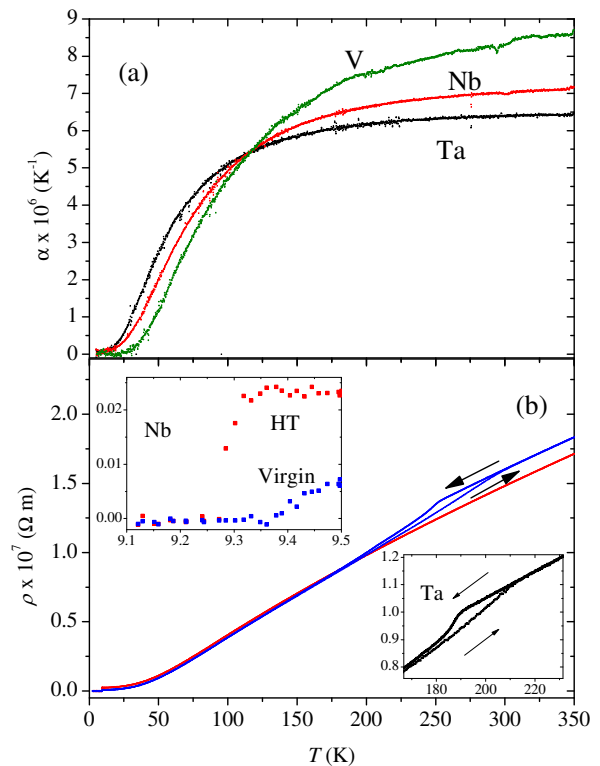 9
8
7
6
5
4
3
2
1
0
α x 10⁶ (K⁻¹)
(a)
V
Nb
Ta
2.0
1.5
1.0
0.5
0.0
ρ x 10⁷ (Ω m)
(b)
0.02
0.01
0.00
Nb
HT
Virgin
9.1 9.2 9.3 9.4 9.5
1.2
1.1
1.0
0.9
0.8
Ta
180 200 220
0 50 100 150 200 250 300 350
T (K)